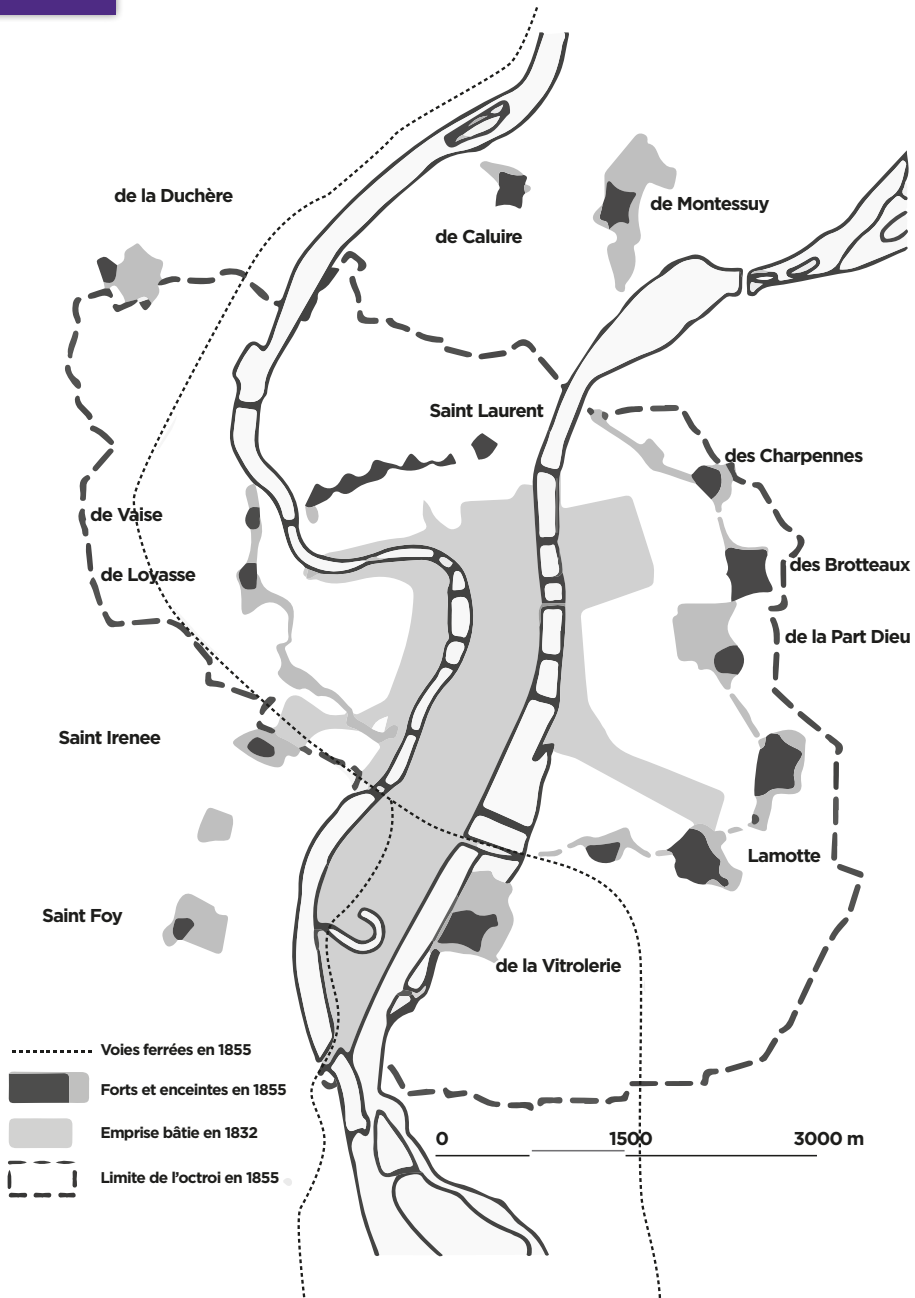 de la Duchère
de Montessuy
de Caluire
Saint Laurent
des Charpennes
de Vaise
des Brotteaux
de Loyasse
de la Part Dieu
Saint Irenee
Lamotte
Saint Foy
de la Vitrolerie
Voies ferrées en 1855
Forts et enceintes en 1855
Emprise bâtie en 1832
Limite de l’octroi en 1855
0 1500 3000 m